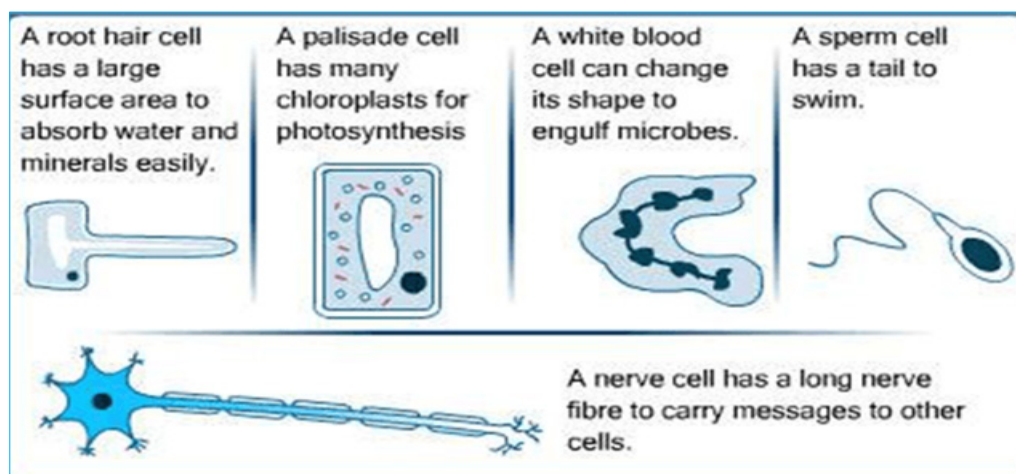 A root hair cell
has a large
surface area to
absorb water and
minerals easily.
A palisade cell
has many
chloroplasts for
photosynthesis
A white blood
cell can change
its shape to
engulf microbes.
A sperm cell
has a tail to
swim.
A nerve cell has a long nerve
fibre to carry messages to other
cells.